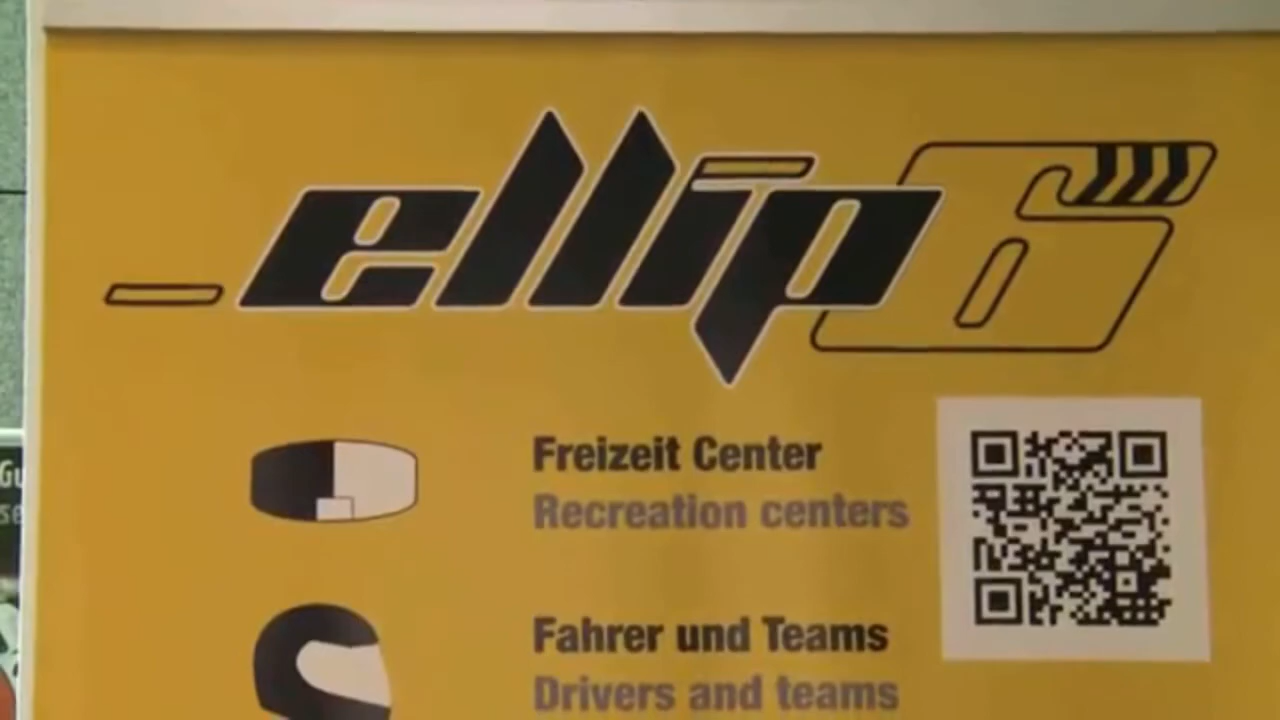 ellip6
Freizeit Center
Recreation centers
Fahrer und Teams
Drivers and teams